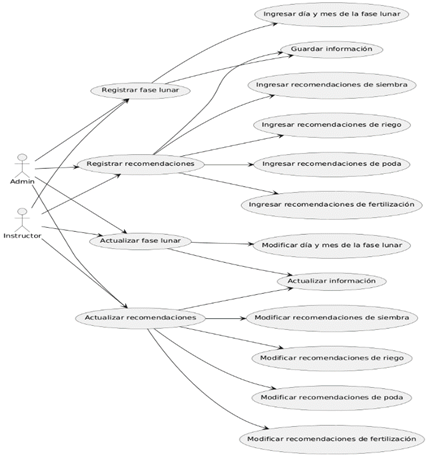 Ingresar día y mes de la fase lunar
Guardar información
Registrar fase lunar
Ingresar recomendaciones de siembra
Ingresar recomendaciones de riego
Registrar recomendaciones
Ingresar recomendaciones de poda
Admin
Ingresar recomendaciones de fertilización
Instructor
Actualizar fase lunar
Modificar día y mes de la fase lunar
Actualizar información
Actualizar recomendaciones
Modificar recomendaciones de siembra
Modificar recomendaciones de riego
Modificar recomendaciones de poda
Modificar recomendaciones de fertilización